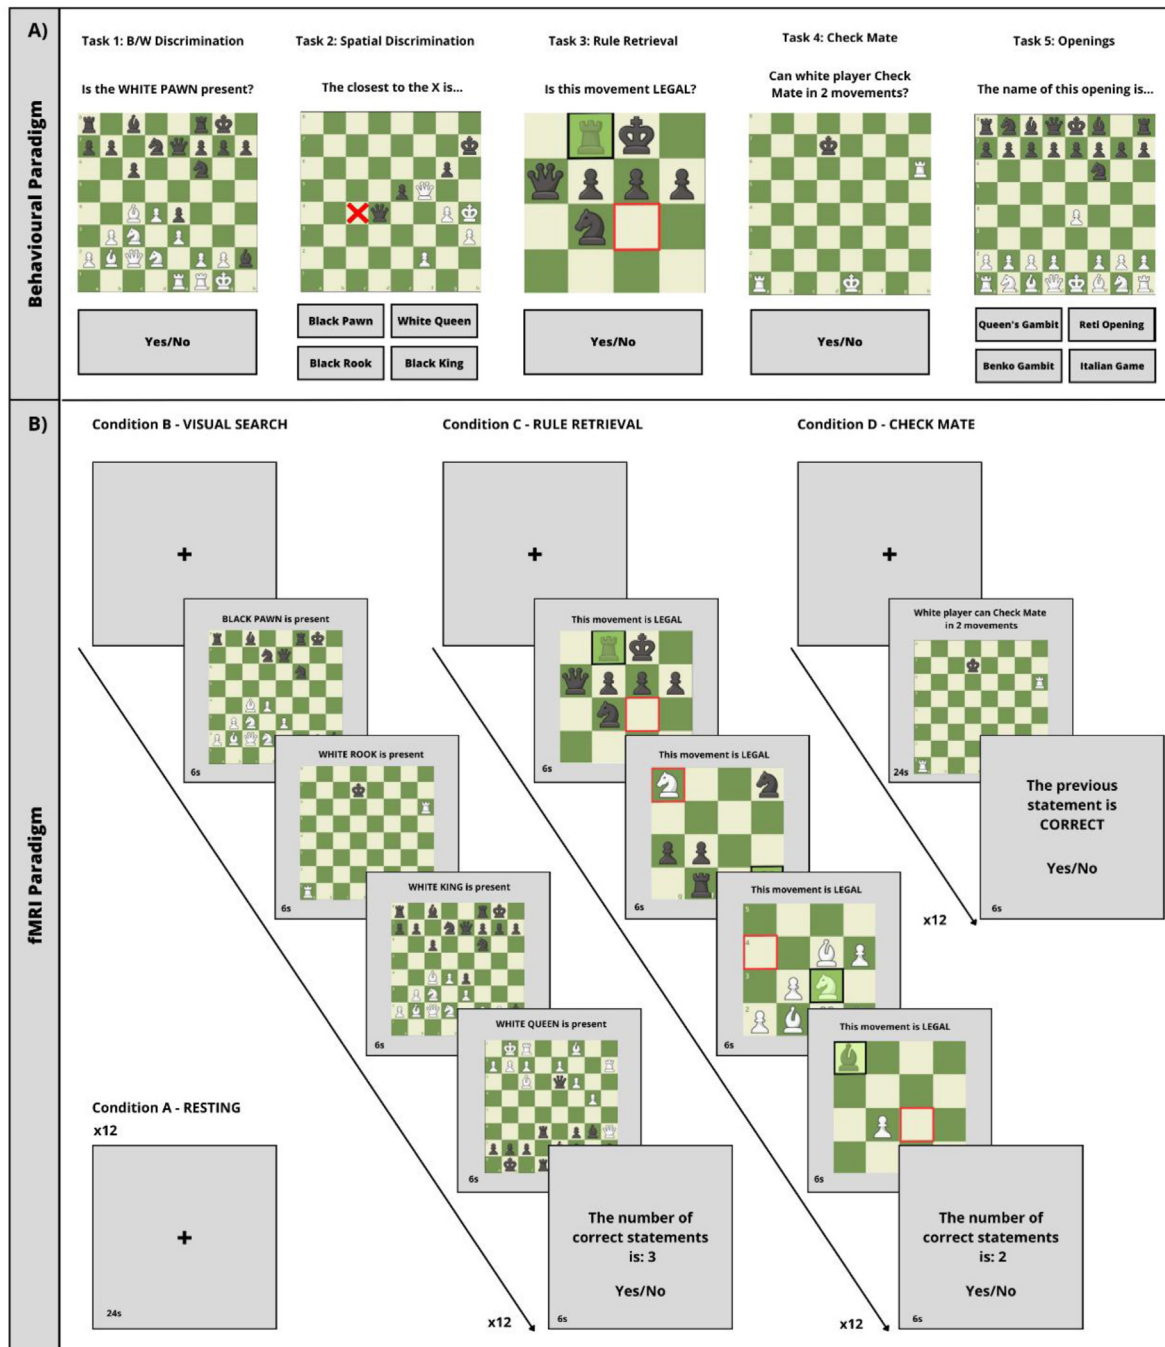 A)
Behavioural Paradigm
Task 1: B/W Discrimination
Is the WHITE PAWN present?
Yes/No
Task 2: Spatial Discrimination
The closest to the X is...
Black Pawn
White Queen
Black Rook
Black King
Task 3: Rule Retrieval
Is this movement LEGAL?
Yes/No
Task 4: Check Mate
Can white player Check
Mate in 2 movements?
Yes/No
Task 5: Openings
The name of this opening is...
Queen's Gambit
Reti Opening
Benko Gambit
Italian Game
B)
fMRI Paradigm
Condition B - VISUAL SEARCH
+
BLACK PAWN is present
6s
WHITE ROOK is present
6s
WHITE KING is present
6s
WHITE QUEEN is present
6s
The number of
correct statements
is: 3
Yes/No
6s
x12
Condition C - RULE RETRIEVAL
+
This movement is LEGAL
6s
This movement is LEGAL
6s
This movement is LEGAL
5
4
3
2
6s
This movement is LEGAL
6s
The number of
correct statements
is: 2
Yes/No
6s
x12
Condition D - CHECK MATE
+
White player can Check Mate
in 2 movements
24s
The previous
statement is
CORRECT
Yes/No
6s
x12
Condition A - RESTING
x12
+
24s